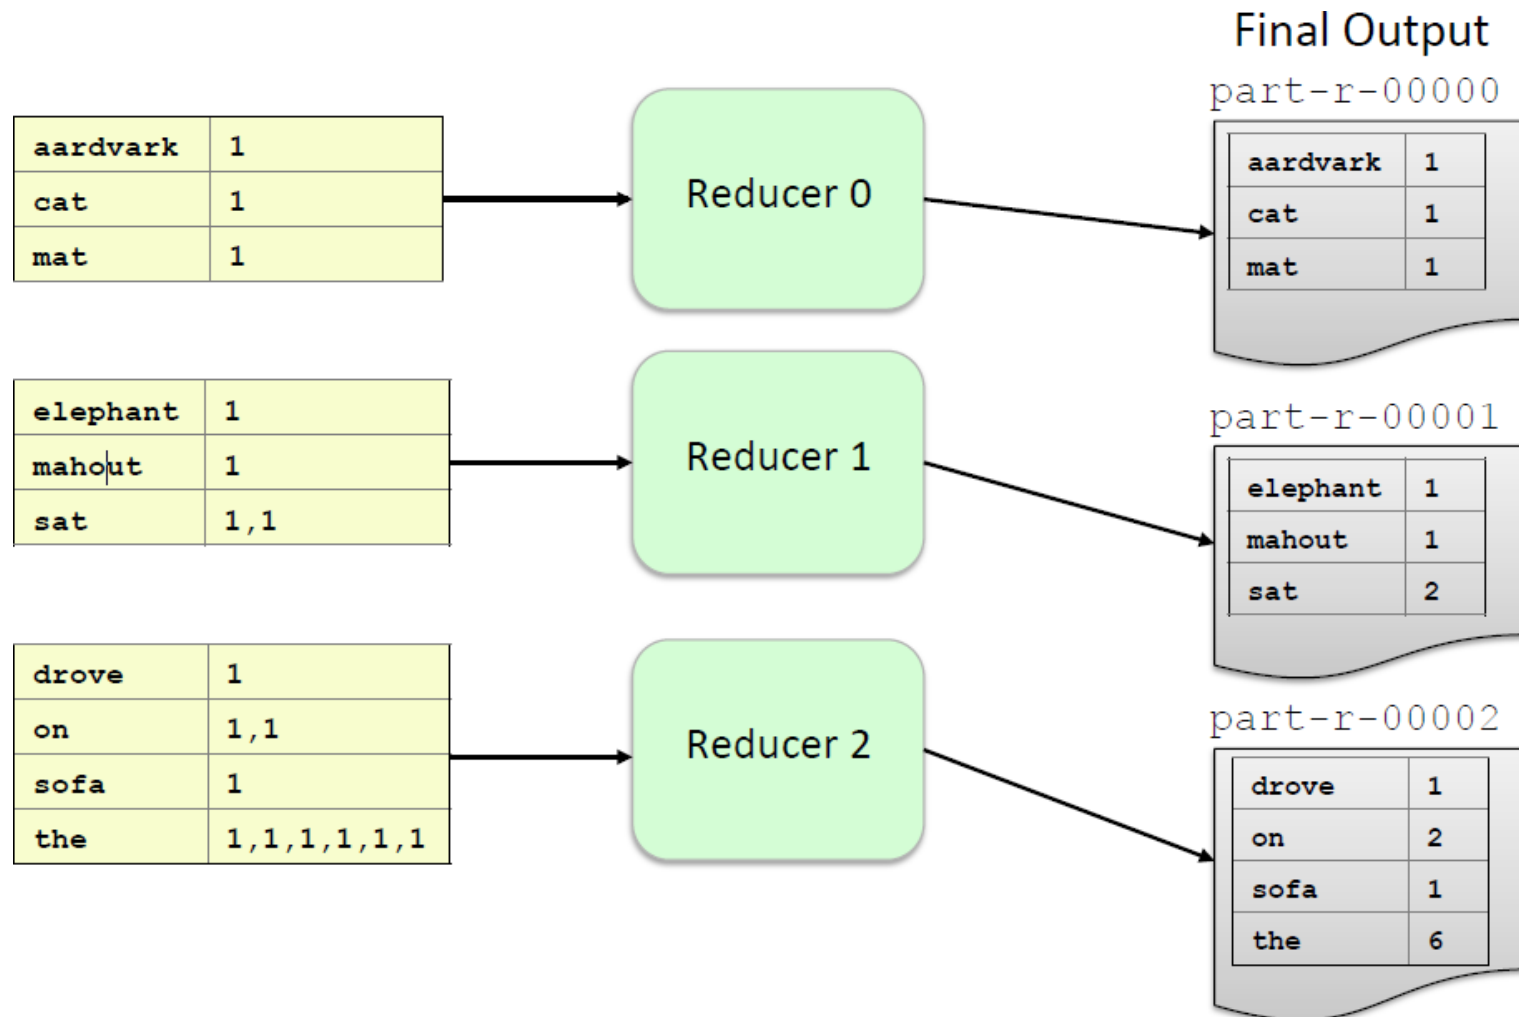 Final Output
part-r-00000
aardvark 1
cat 1
mat 1
Reducer 0
aardvark 1
cat 1
mat 1
elephant 1
mahout 1
sat 1,1
Reducer 1
part-r-00001
elephant 1
mahout 1
sat 2
drove 1
on 1,1
sofa 1
the 1,1,1,1,1,1
Reducer 2
part-r-00002
drove 1
on 2
sofa 1
the 6